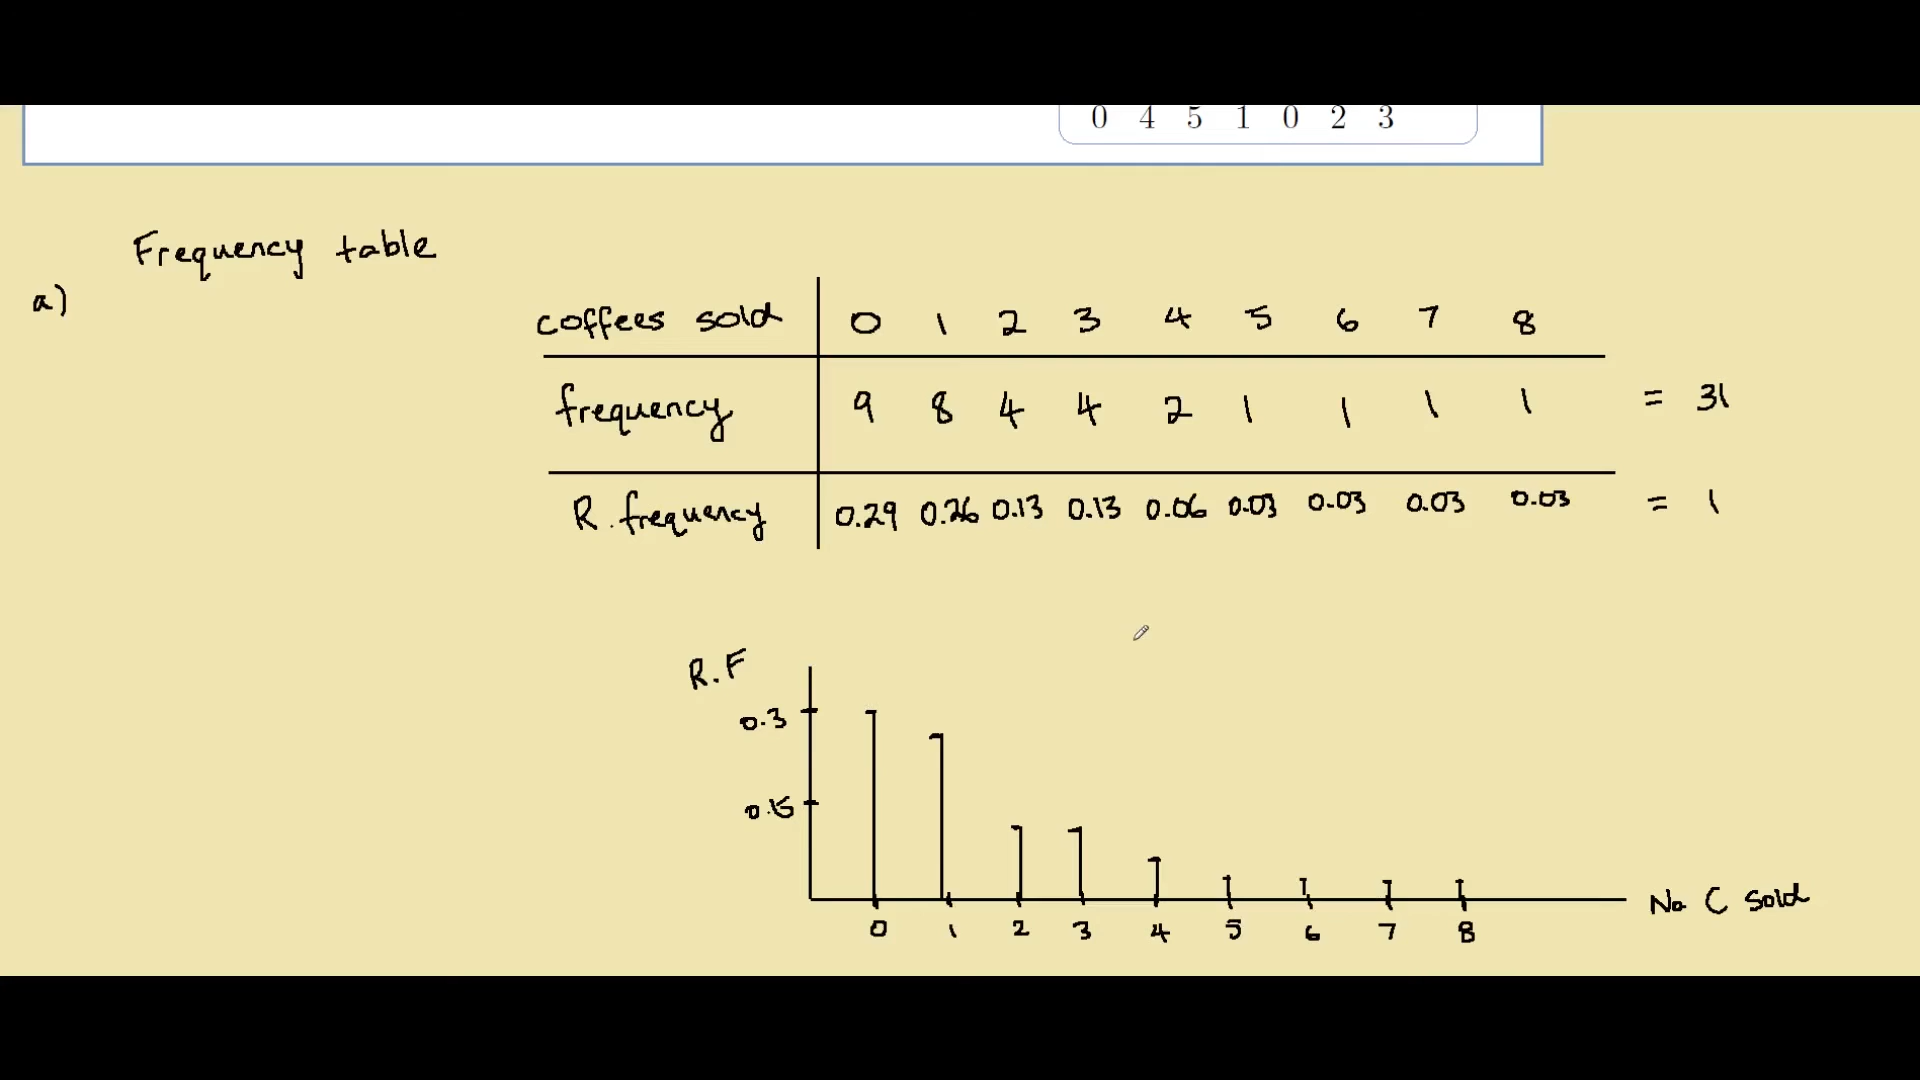 0 4 5 1 0 2 3
Frequency table
a)
coffees sold 0 1 2 3 4 5 6 7 8
frequency 9 8 4 4 2 1 1 1 1 = 31
R. frequency 0.29 0.26 0.13 0.13 0.06 0.03 0.03 0.03 0.03 = 1
R.F
0.3
0.15
No C sold
0 1 2 3 4 5 6 7 8